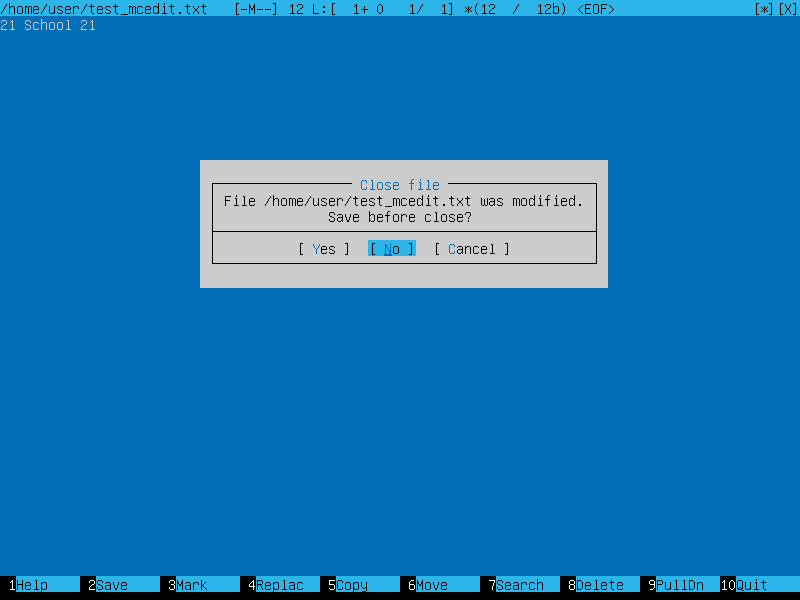 /home/user/test_mcedit.txt   [-M--] 12 L:[  1+ 0   1/  1] *(12  /  12b) <EOF>                 [*][X]
21 School 21
Close file
File /home/user/test_mcedit.txt was modified.
Save before close?
[ Yes ]  [ No ]  [ Cancel ]
1Help  2Save  3Mark  4Replac  5Copy  6Move  7Search  8Delete  9PullDn  10Quit